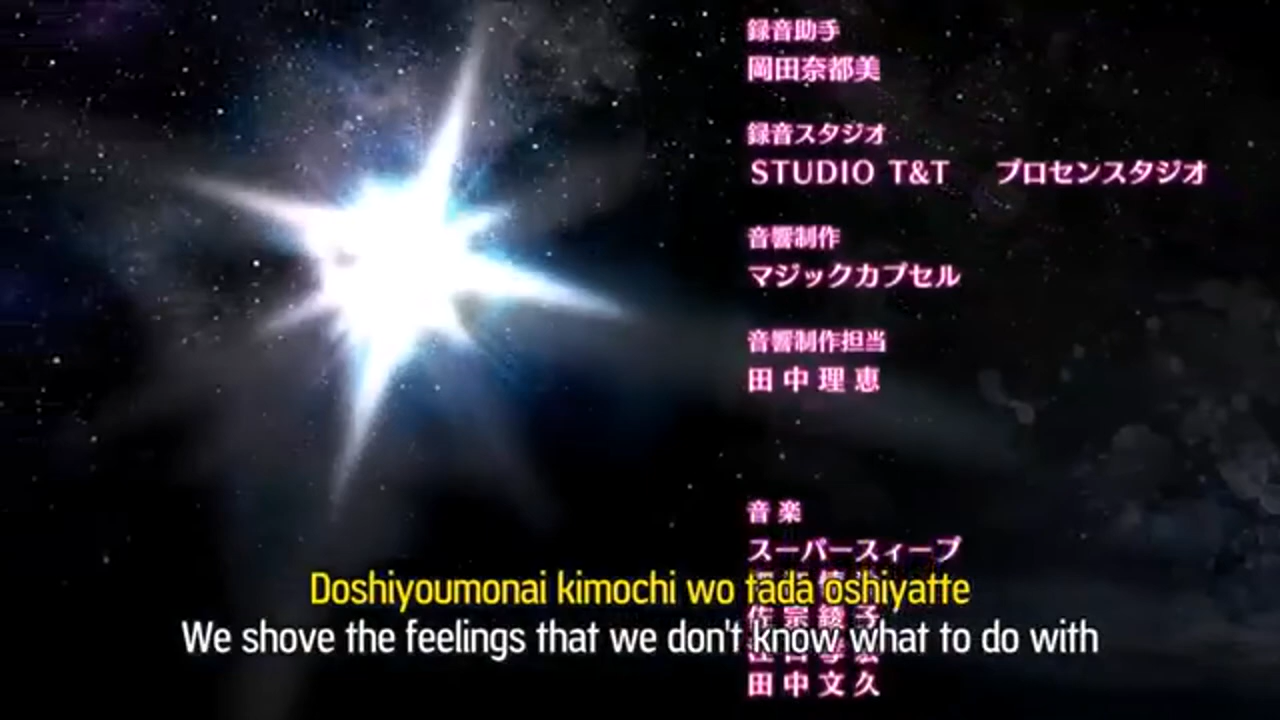 録音助手
岡田奈都美
録音スタジオ
STUDIO T&T プロセンスタジオ
音響制作
マジックカプセル
音響制作担当
田中理恵
音楽
スーパースィープ
Doshiyoumonai kimochi wo tada oshiyatte
佐宗綾子
We shove the feelings that we don't know what to do with
田中文久